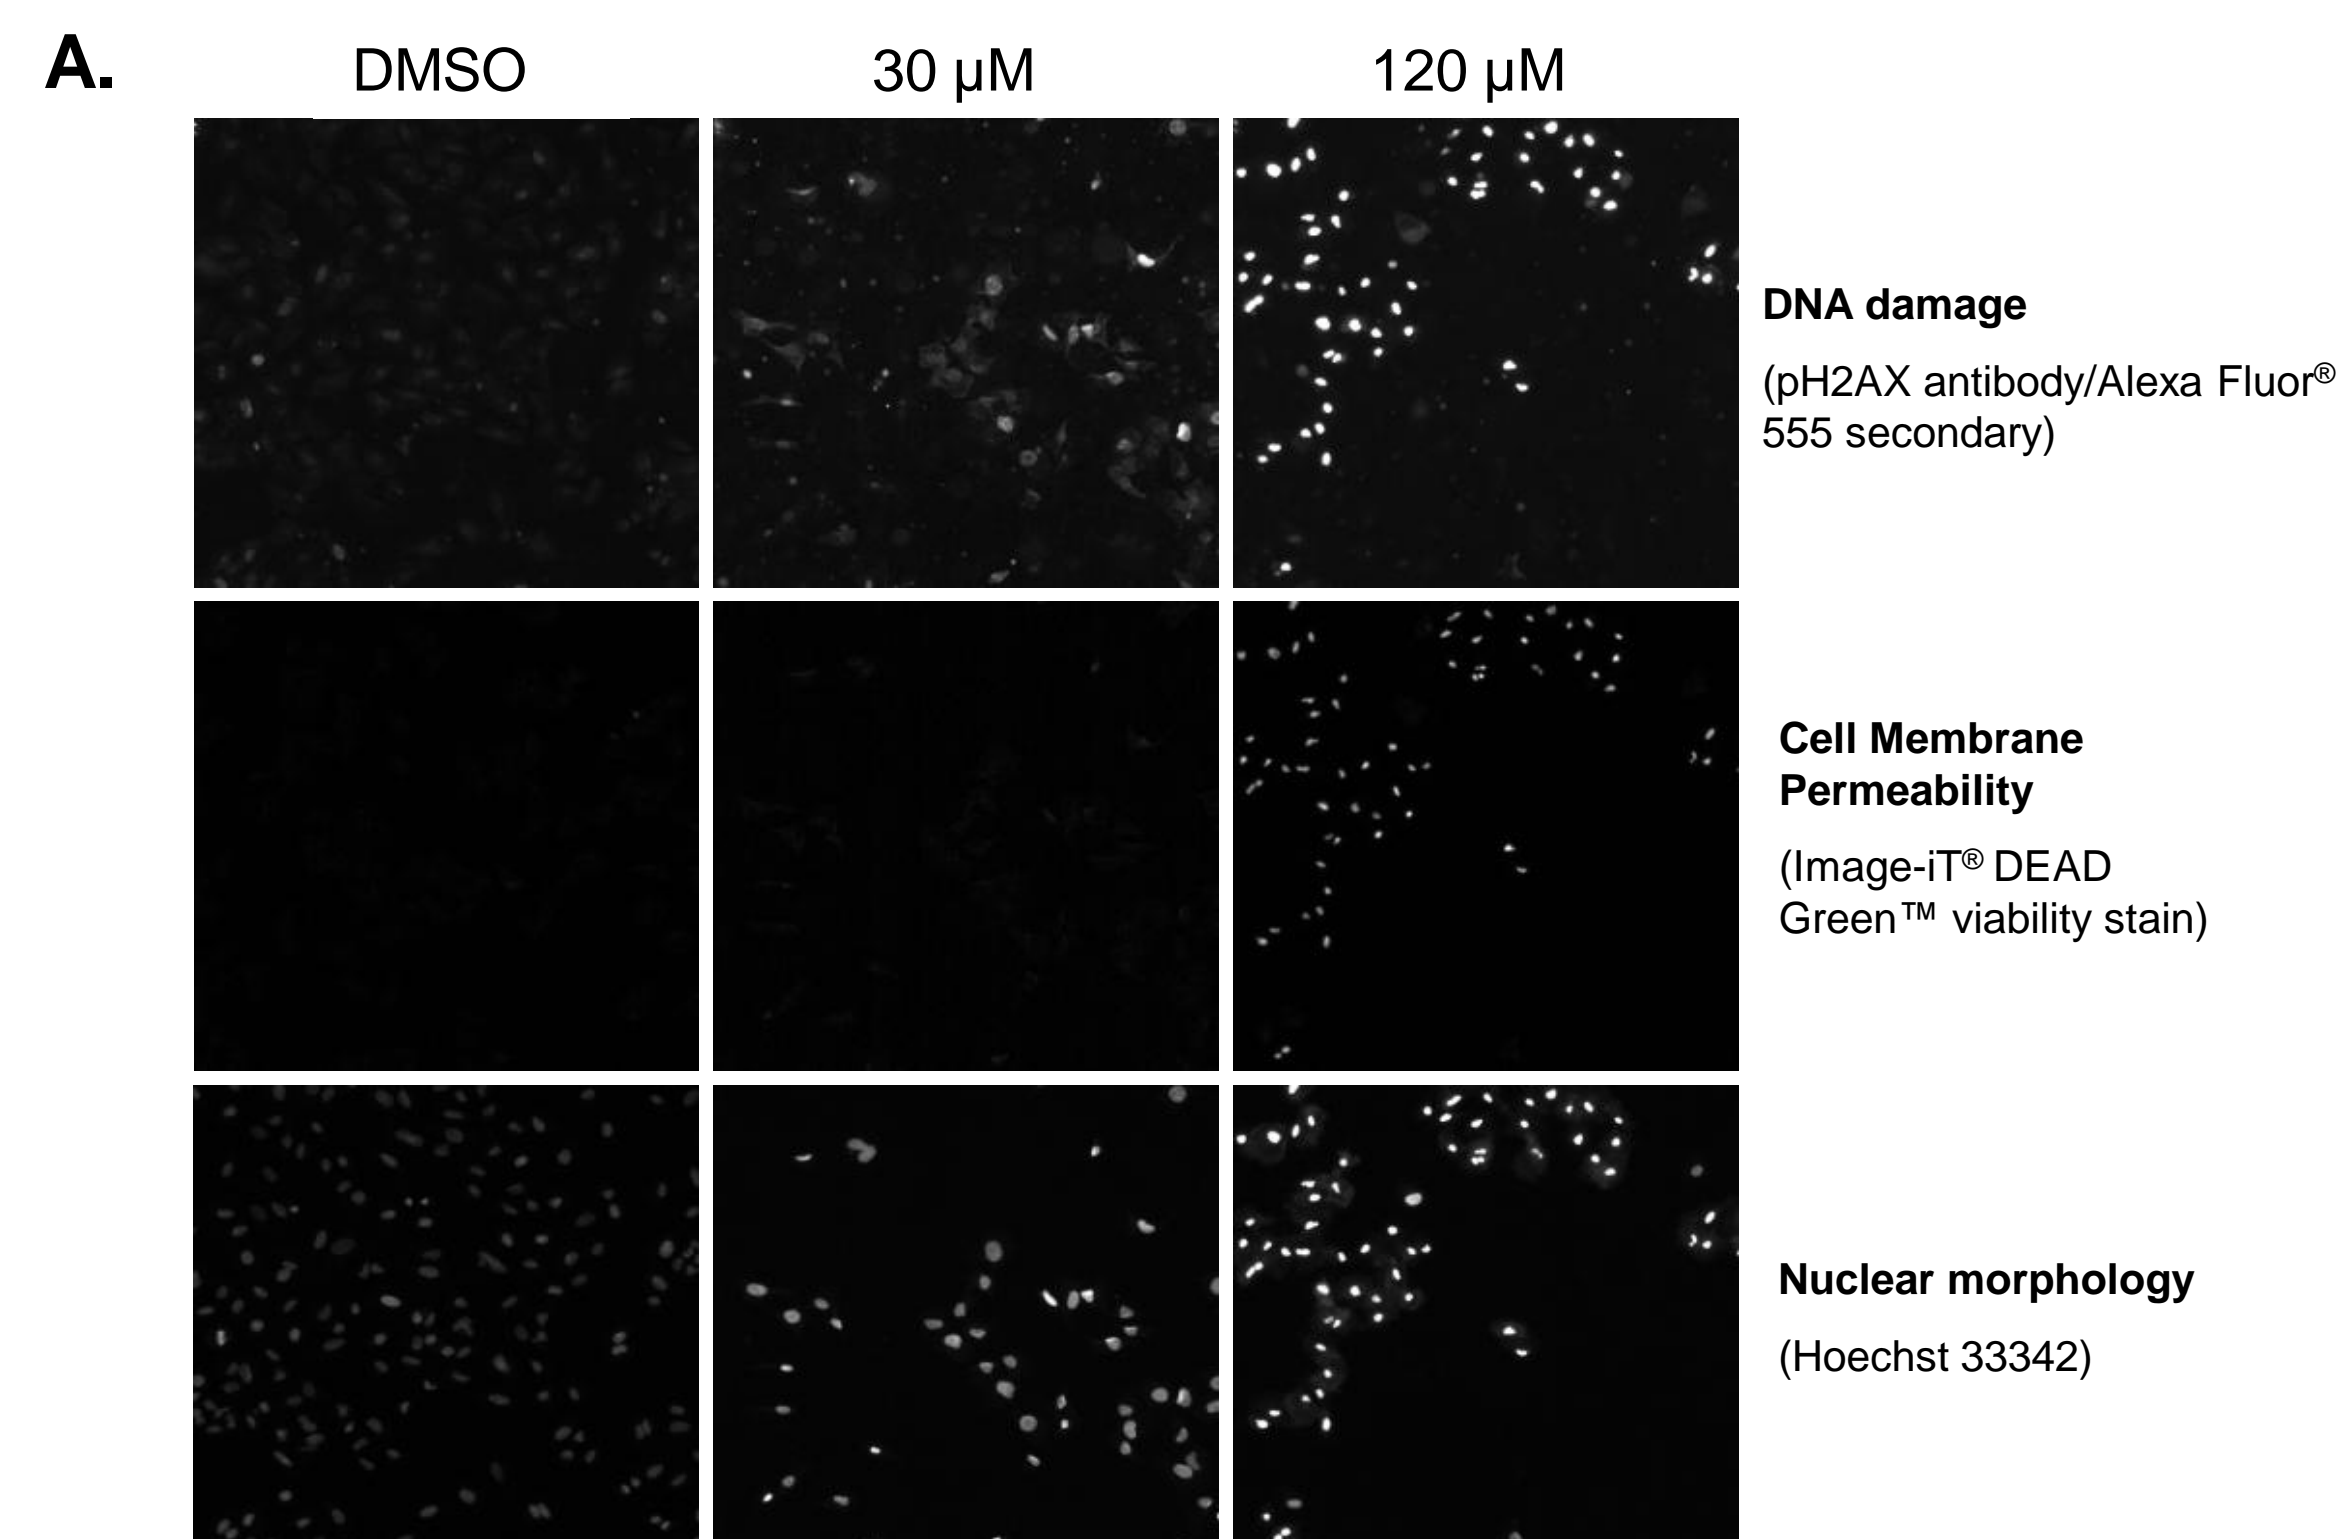 A.
DMSO
30 µM
120 µM
DNA damage
(pH2AX antibody/Alexa Fluor®
555 secondary)
Cell Membrane
Permeability
(Image-iT® DEAD
Green™ viability stain)
Nuclear morphology
(Hoechst 33342)